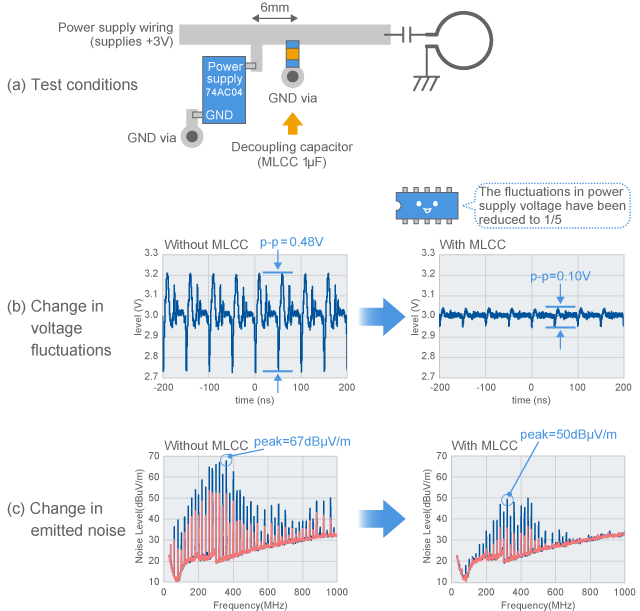 6mm
Power supply wiring
(supplies +3V)
(a) Test conditions
Power
supply
74AC04
GND
GND via
GND via
Decoupling capacitor
(MLCC 1μF)
The fluctuations in power
supply voltage have been
reduced to 1/5
(b) Change in
voltage
fluctuations
Without MLCC
p-p=0.48V
level (V)
3.3
3.2
3.1
3.0
2.9
2.8
2.7
-200
-100
0
100
200
time (ns)
With MLCC
p-p=0.10V
level (V)
3.3
3.2
3.1
3.0
2.9
2.8
2.7
-200
-100
0
100
200
time (ns)
(c) Change in
emitted noise
Without MLCC
peak=67dBμV/m
Noise Level(dBuV/m)
70
60
50
40
30
20
10
0
200
400
600
800
1000
Frequency(MHz)
With MLCC
peak=50dBμV/m
Noise Level(dBuV/m)
70
60
50
40
30
20
10
0
200
400
600
800
1000
Frequency(MHz)